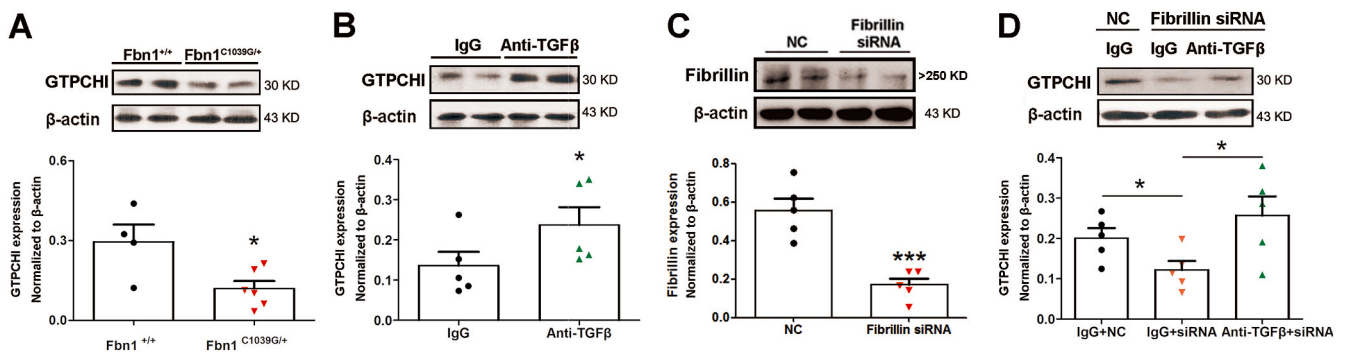 A
Fbn1+/+ Fbn1C1039G/+
GTPCHI
30 KD
β-actin
43 KD
GTPCHI expression
Normalized to β-actin
0.6
0.3
0.0
*
Fbn1 +/+
Fbn1 C1039G/+
B
IgG Anti-TGFβ
GTPCHI
30 KD
β-actin
43 KD
GTPCHI expression
Normalized to β-actin
0.4
0.3
0.2
0.1
0.0
*
IgG
Anti-TGFβ
C
NC
Fibrillin
siRNA
Fibrillin
>250 KD
β-actin
43 KD
Fibrillin expression
Normalized to β-actin
0.8
0.6
0.4
0.2
0.0
***
NC
Fibrillin siRNA
D
NC Fibrillin siRNA
IgG IgG Anti-TGFβ
GTPCHI
30 KD
β-actin
43 KD
GTPCHI expression
Normalized to β-actin
0.4
0.3
0.2
0.1
0.0
*
*
IgG+NC
IgG+siRNA
Anti-TGFβ+siRNA